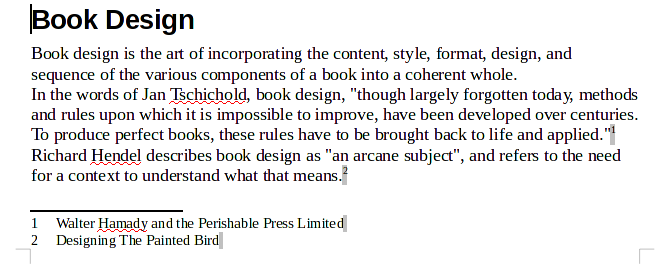 Book Design
Book design is the art of incorporating the content, style, format, design, and
sequence of the various components of a book into a coherent whole.
In the words of Jan Tschichold, book design, "though largely forgotten today, methods
and rules upon which it is impossible to improve, have been developed over centuries.
To produce perfect books, these rules have to be brought back to life and applied."1
Richard Hendel describes book design as "an arcane subject", and refers to the need
for a context to understand what that means.2
1 Walter Hamady and the Perishable Press Limited
2 Designing The Painted Bird